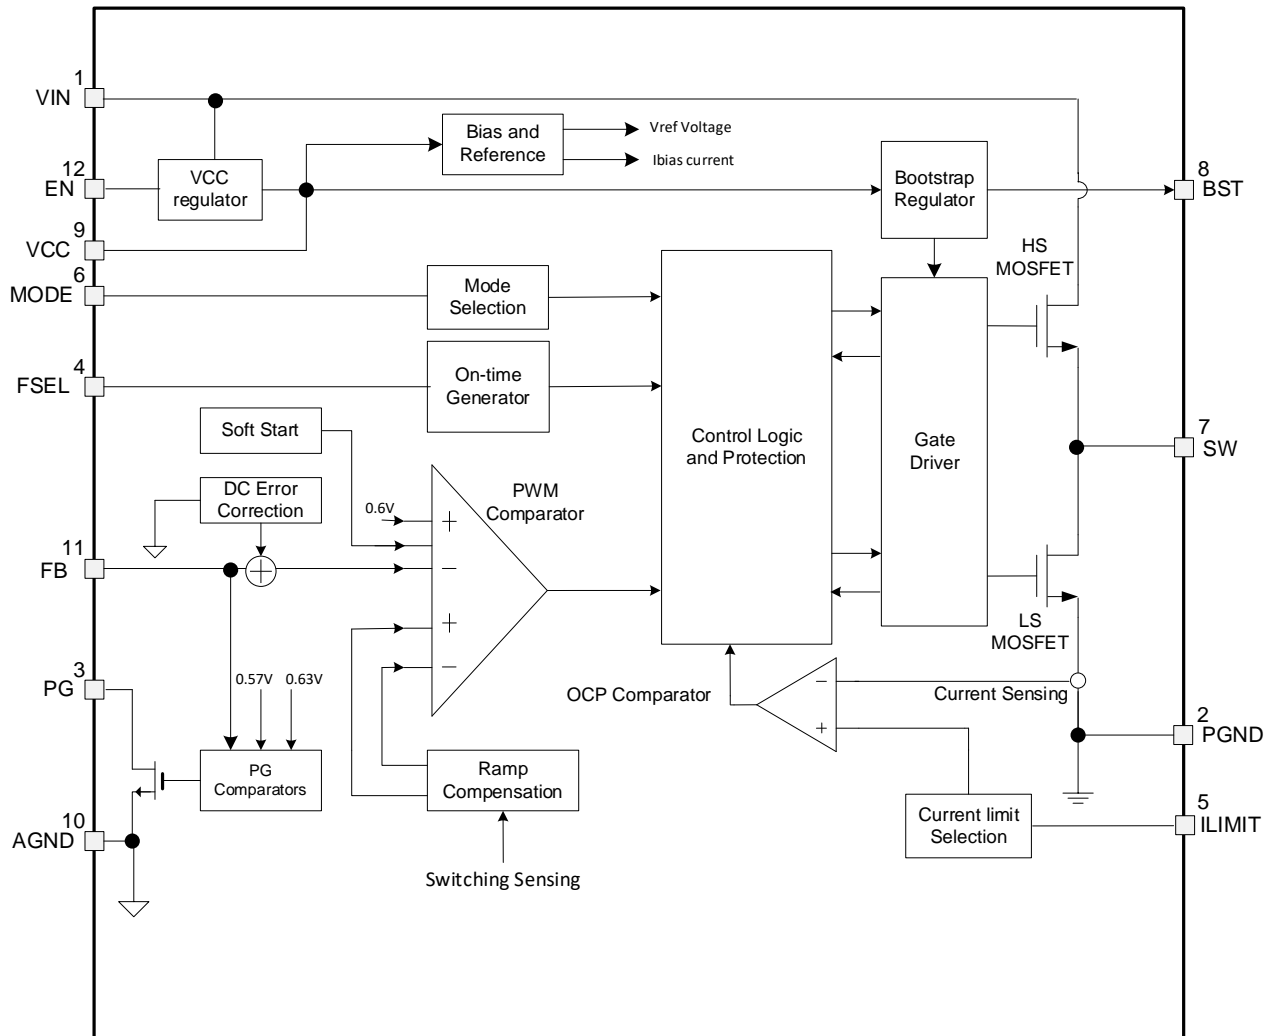 1
VIN
Bias and
Reference
Vref Voltage
Ibias current
12
EN
VCC
regulator
Bootstrap
Regulator
8
BST
9
VCC
HS
MOSFET
6
MODE
Mode
Selection
4
FSEL
On-time
Generator
Soft Start
Control Logic
and Protection
Gate
Driver
7
SW
DC Error
Correction
0.6V
PWM
Comparator
+
−
+
−
11
FB
+
LS
MOSFET
3
PG
0.57V
0.63V
OCP Comparator
−
+
Current Sensing
2
PGND
PG
Comparators
Ramp
Compensation
Current limit
Selection
5
ILIMIT
10
AGND
Switching Sensing